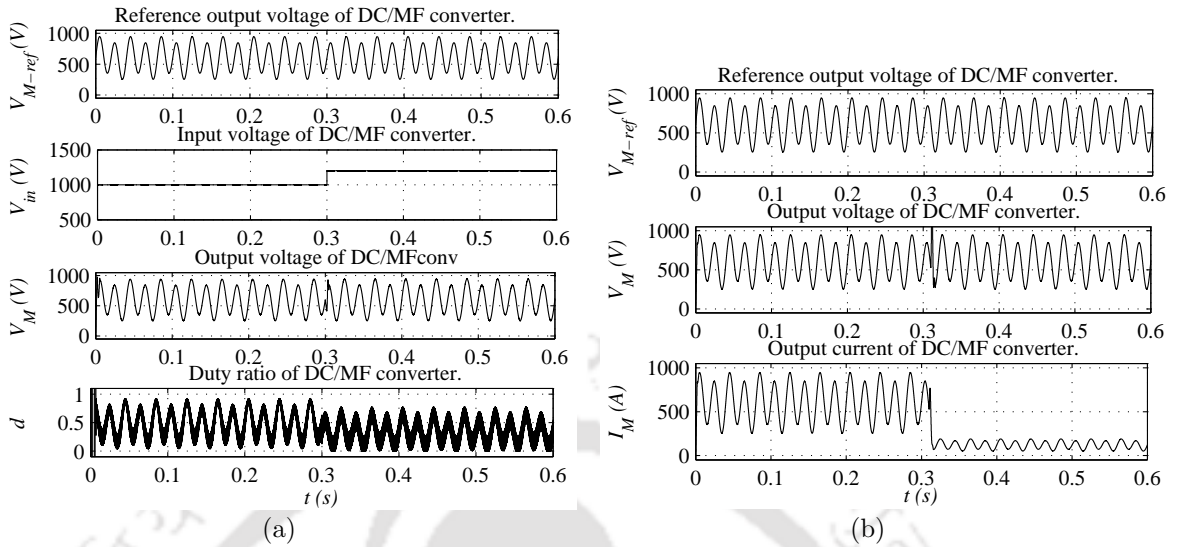 Reference output voltage of DC/MF converter.
V_{M-ref}(V)
1000
500
0
0 0.1 0.2 0.3 0.4 0.5 0.6
Input voltage of DC/MF converter.
V_{in} (V)
1500
1000
500
0 0.1 0.2 0.3 0.4 0.5 0.6
Output voltage of DC/MFconv
V_M (V)
1000
500
0
0 0.1 0.2 0.3 0.4 0.5 0.6
Duty ratio of DC/MF converter.
d
1
0.5
0
0 0.1 0.2 0.3 0.4 0.5 0.6
t (s)
(a)
Reference output voltage of DC/MF converter.
V_{M-ref}(V)
1000
500
0
0 0.1 0.2 0.3 0.4 0.5 0.6
Output voltage of DC/MF converter.
V_M (V)
1000
500
0
0 0.1 0.2 0.3 0.4 0.5 0.6
Output current of DC/MF converter.
I_M (A)
1000
500
0
0 0.1 0.2 0.3 0.4 0.5 0.6
t (s)
(b)